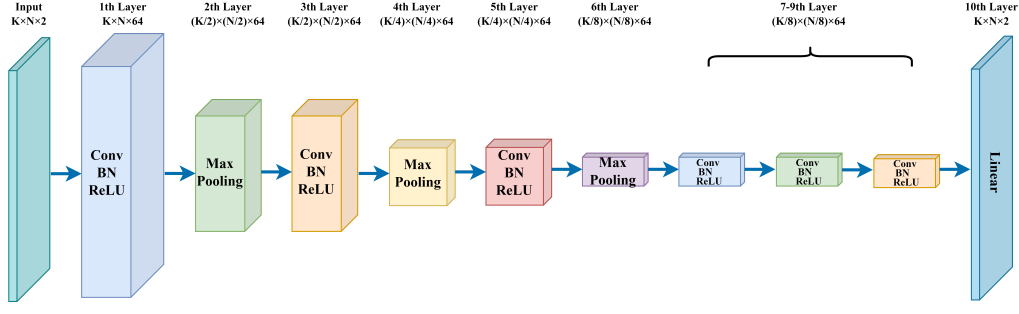 Input
K×N×2
1th Layer
K×N×64
2th Layer
(K/2)×(N/2)×64
3th Layer
(K/2)×(N/2)×64
4th Layer
(K/4)×(N/4)×64
5th Layer
(K/4)×(N/4)×64
6th Layer
(K/8)×(N/8)×64
7-9th Layer
(K/8)×(N/8)×64
10th Layer
K×N×2
Conv
BN
ReLU
Max
Pooling
Conv
BN
ReLU
Max
Pooling
Conv
BN
ReLU
Max
Pooling
Conv
BN
ReLU
Conv
BN
ReLU
Conv
BN
ReLU
Linear